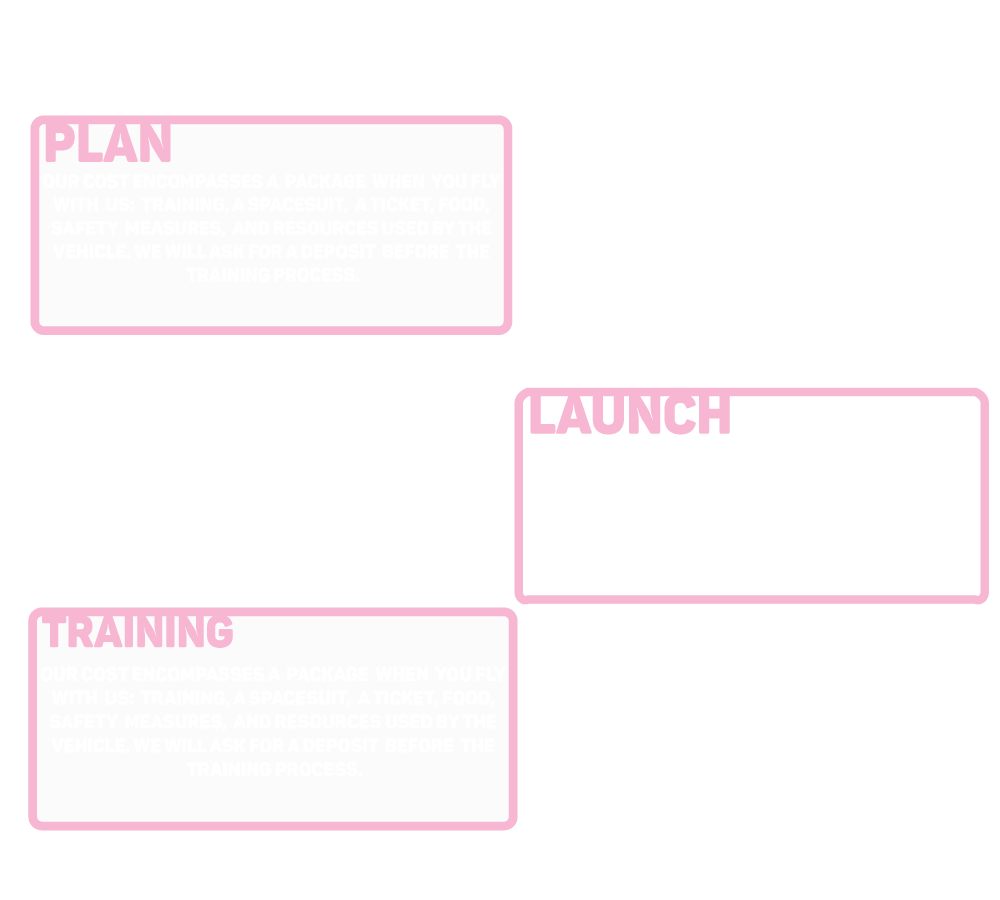 PLAN
OUR COST ENCOMPASSES A PACKAGE WHEN YOU FLY
WITH US: TRAINING, A SPACESUIT, A TICKET, FOOD,
SAFETY MEASURES, AND RESOURCES USED BY THE
VEHICLE. WE WILL ASK FOR A DEPOSIT BEFORE THE
TRAINING PROCESS.
LAUNCH
TRAINING
OUR COST ENCOMPASSES A PACKAGE WHEN YOU FLY
WITH US: TRAINING, A SPACESUIT, A TICKET, FOOD,
SAFETY MEASURES, AND RESOURCES USED BY THE
VEHICLE. WE WILL ASK FOR A DEPOSIT BEFORE THE
TRAINING PROCESS.